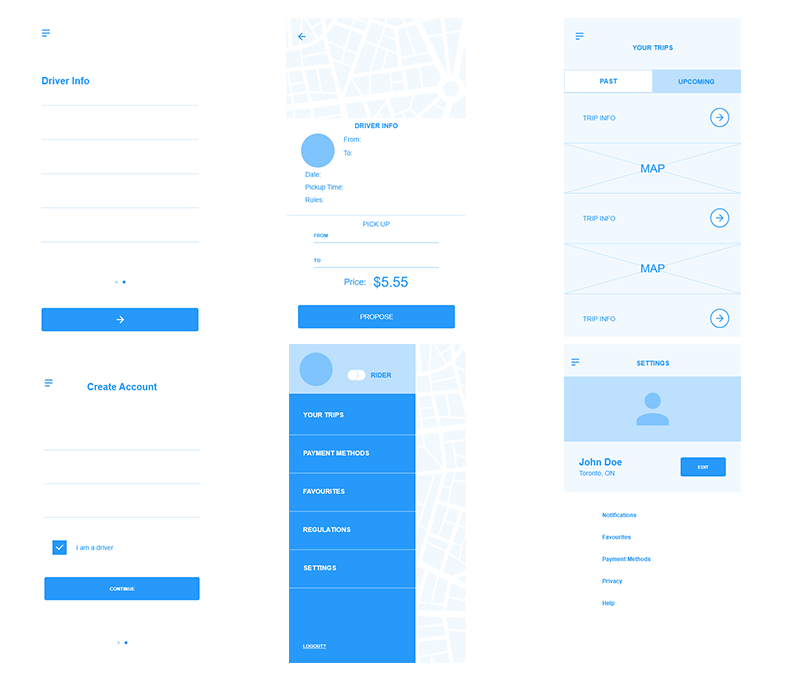 Driver Info
DRIVER INFO
From:
To:
Date:
Pickup Time:
Rules:
PICK UP
FROM
TO
Price: $5.55
PROPOSE
YOUR TRIPS
PAST UPCOMING
TRIP INFO
MAP
TRIP INFO
MAP
TRIP INFO
Create Account
I am a driver
CONTINUE
RIDER
YOUR TRIPS
PAYMENT METHODS
FAVOURITES
REGULATIONS
SETTINGS
LOGOUT?
SETTINGS
John Doe
Toronto, ON
EDIT
Notifications
Favourites
Payment Methods
Privacy
Help